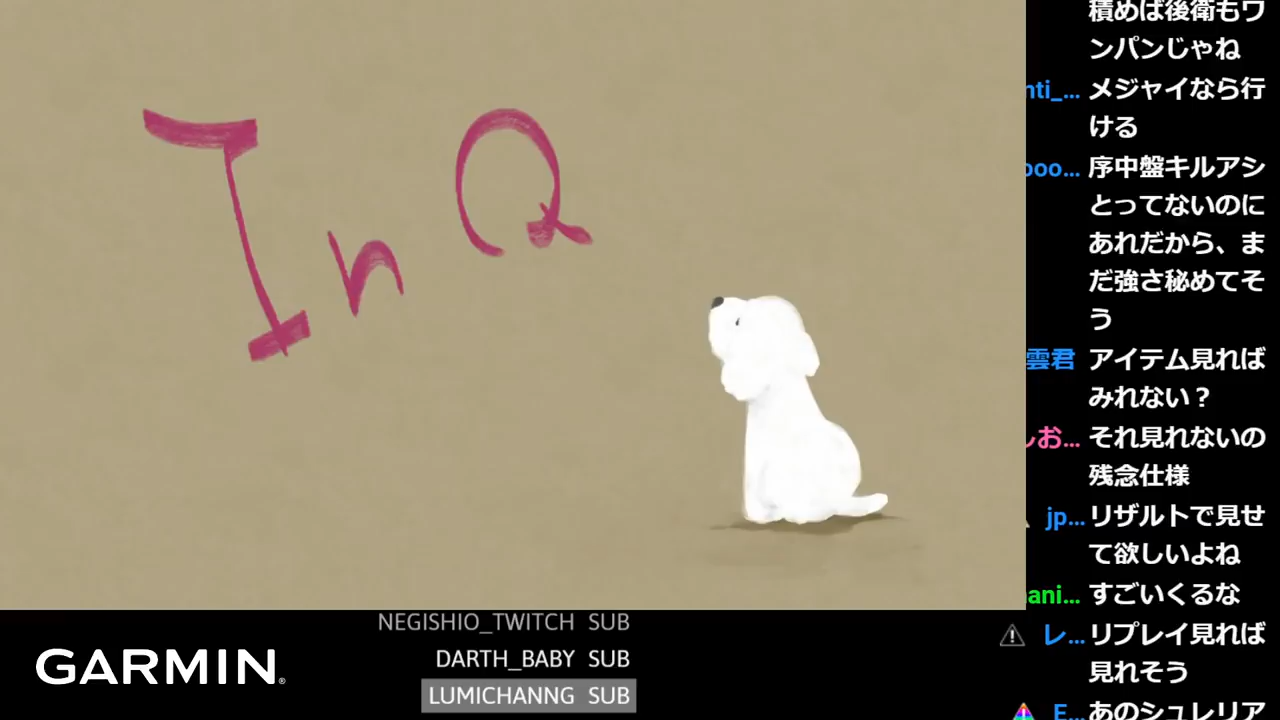 In Q
積めば後衛もワ
ンパンじゃね
nti_... メジャイなら行
ける
ooo... 序中盤キルアシ
とってないのに
あれだから、ま
だ強さ秘めてそ
う
雲君 アイテム見れば
みれない？
お... それ見れないの
残念仕様
jp... リザルトで見せ
て欲しいよね
ani... すごいくるな
レ... リプレイ見れば
見れそう
E... あのシュレリア
NEGISHIO_TWITCH SUB
DARTH_BABY SUB
LUMICHANNG SUB
GARMIN